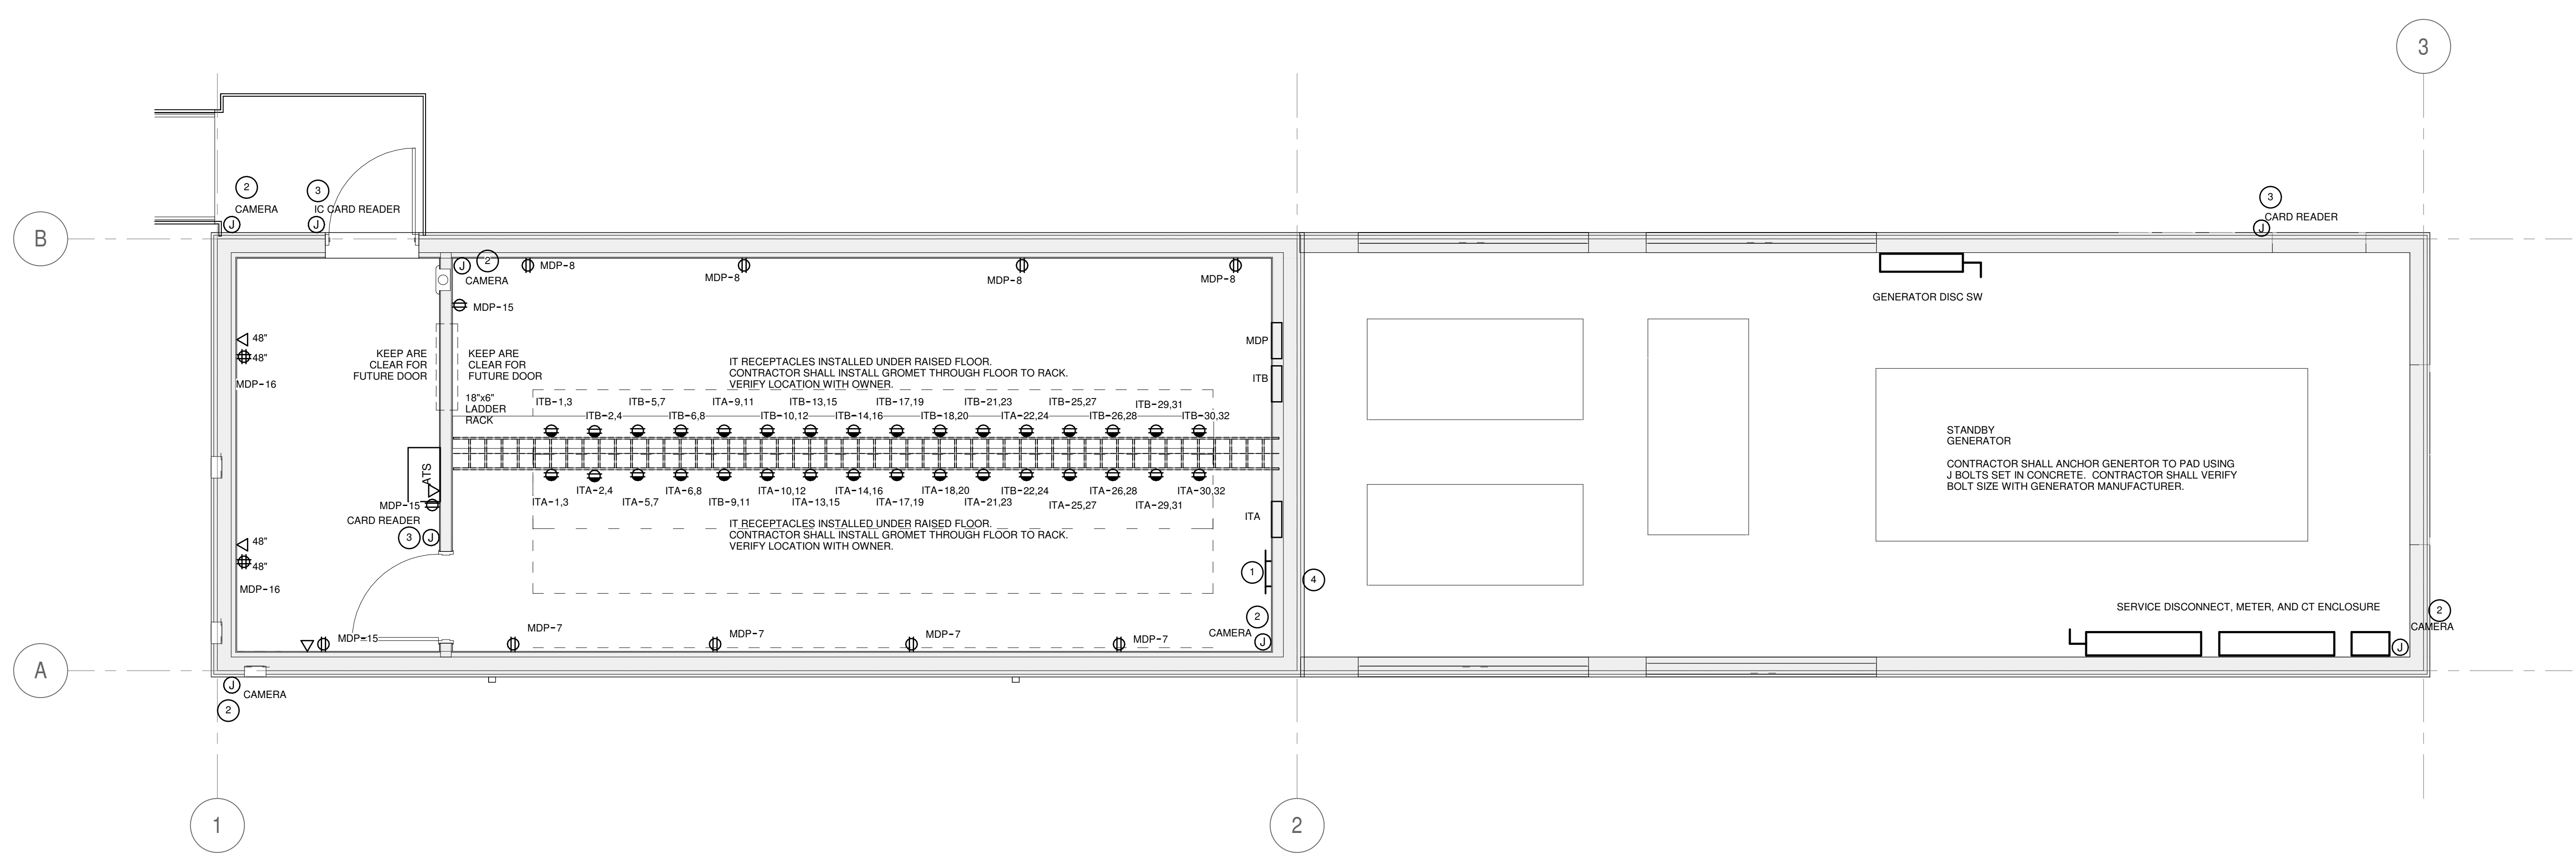 3
2
3
CAMERA
IC CARD READER
J
J
3
CARD READER
J
B
J
2
CAMERA
MDP-8
MDP-8
MDP-8
MDP-8
MDP-15
GENERATOR DISC SW
48"
48"
MDP-16
KEEP ARE
CLEAR FOR
FUTURE DOOR
KEEP ARE
CLEAR FOR
FUTURE DOOR
MDP
ITB
IT RECEPTACLES INSTALLED UNDER RAISED FLOOR.
CONTRACTOR SHALL INSTALL GROMET THROUGH FLOOR TO RACK.
VERIFY LOCATION WITH OWNER.
18"x6"
LADDER
RACK
ITB-1,3
ITB-5,7
ITA-9,11
ITB-13,15
ITB-17,19
ITB-21,23
ITB-25,27
ITB-29,31
ITB-2,4
ITB-6,8
ITB-10,12
ITB-14,16
ITB-18,20
ITA-22,24
ITB-26,28
ITB-30,32
ATS
ITA-2,4
ITA-6,8
ITA-10,12
ITA-14,16
ITA-18,20
ITB-22,24
ITA-26,28
ITA-30,32
ITA-1,3
ITA-5,7
ITB-9,11
ITA-13,15
ITA-17,19
ITA-21,23
ITA-25,27
ITA-29,31
MDP-15
CARD READER
3
J
IT RECEPTACLES INSTALLED UNDER RAISED FLOOR.
CONTRACTOR SHALL INSTALL GROMET THROUGH FLOOR TO RACK.
VERIFY LOCATION WITH OWNER.
ITA
STANDBY
GENERATOR
CONTRACTOR SHALL ANCHOR GENERTOR TO PAD USING
J BOLTS SET IN CONCRETE. CONTRACTOR SHALL VERIFY
BOLT SIZE WITH GENERATOR MANUFACTURER.
48"
48"
MDP-16
1
4
2
CAMERA
J
SERVICE DISCONNECT, METER, AND CT ENCLOSURE
2
CAMERA
J
MDP-15
MDP-7
MDP-7
MDP-7
MDP-7
A
J
CAMERA
2
1
2